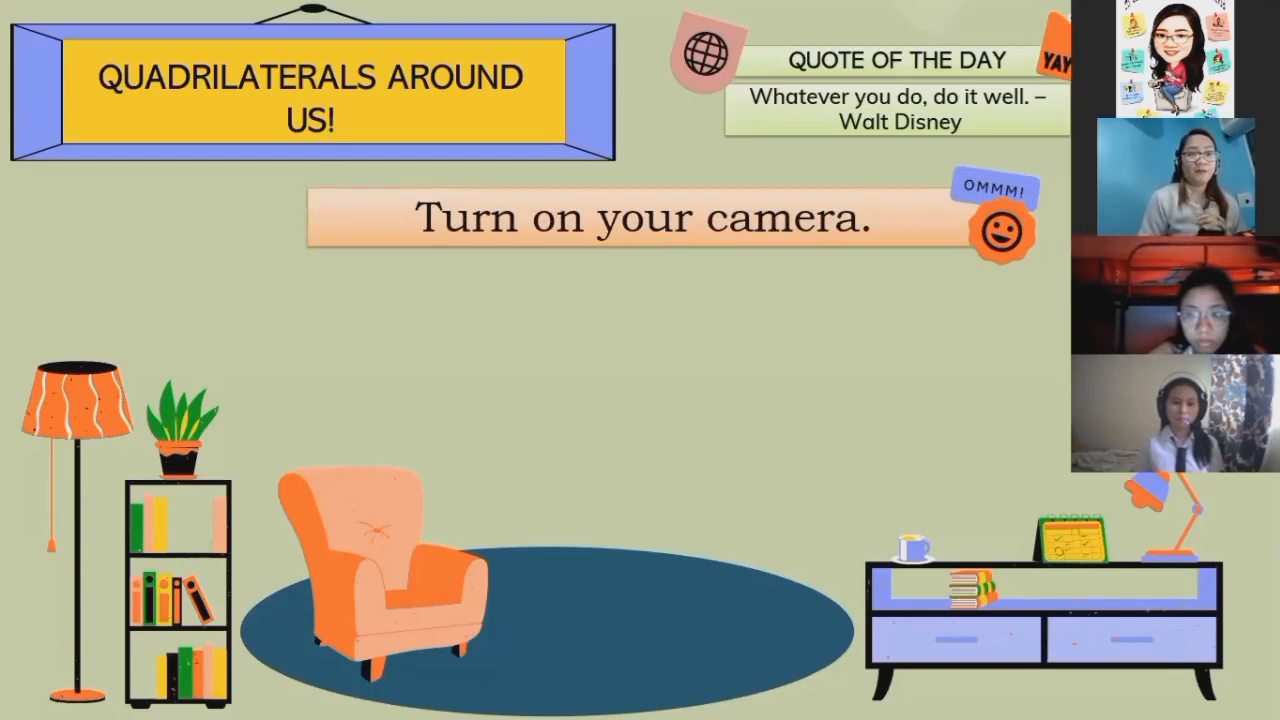 QUADRILATERALS AROUND
US!
QUOTE OF THE DAY
YAY
Whatever you do, do it well. –
Walt Disney
OMMM!
Turn on your camera.